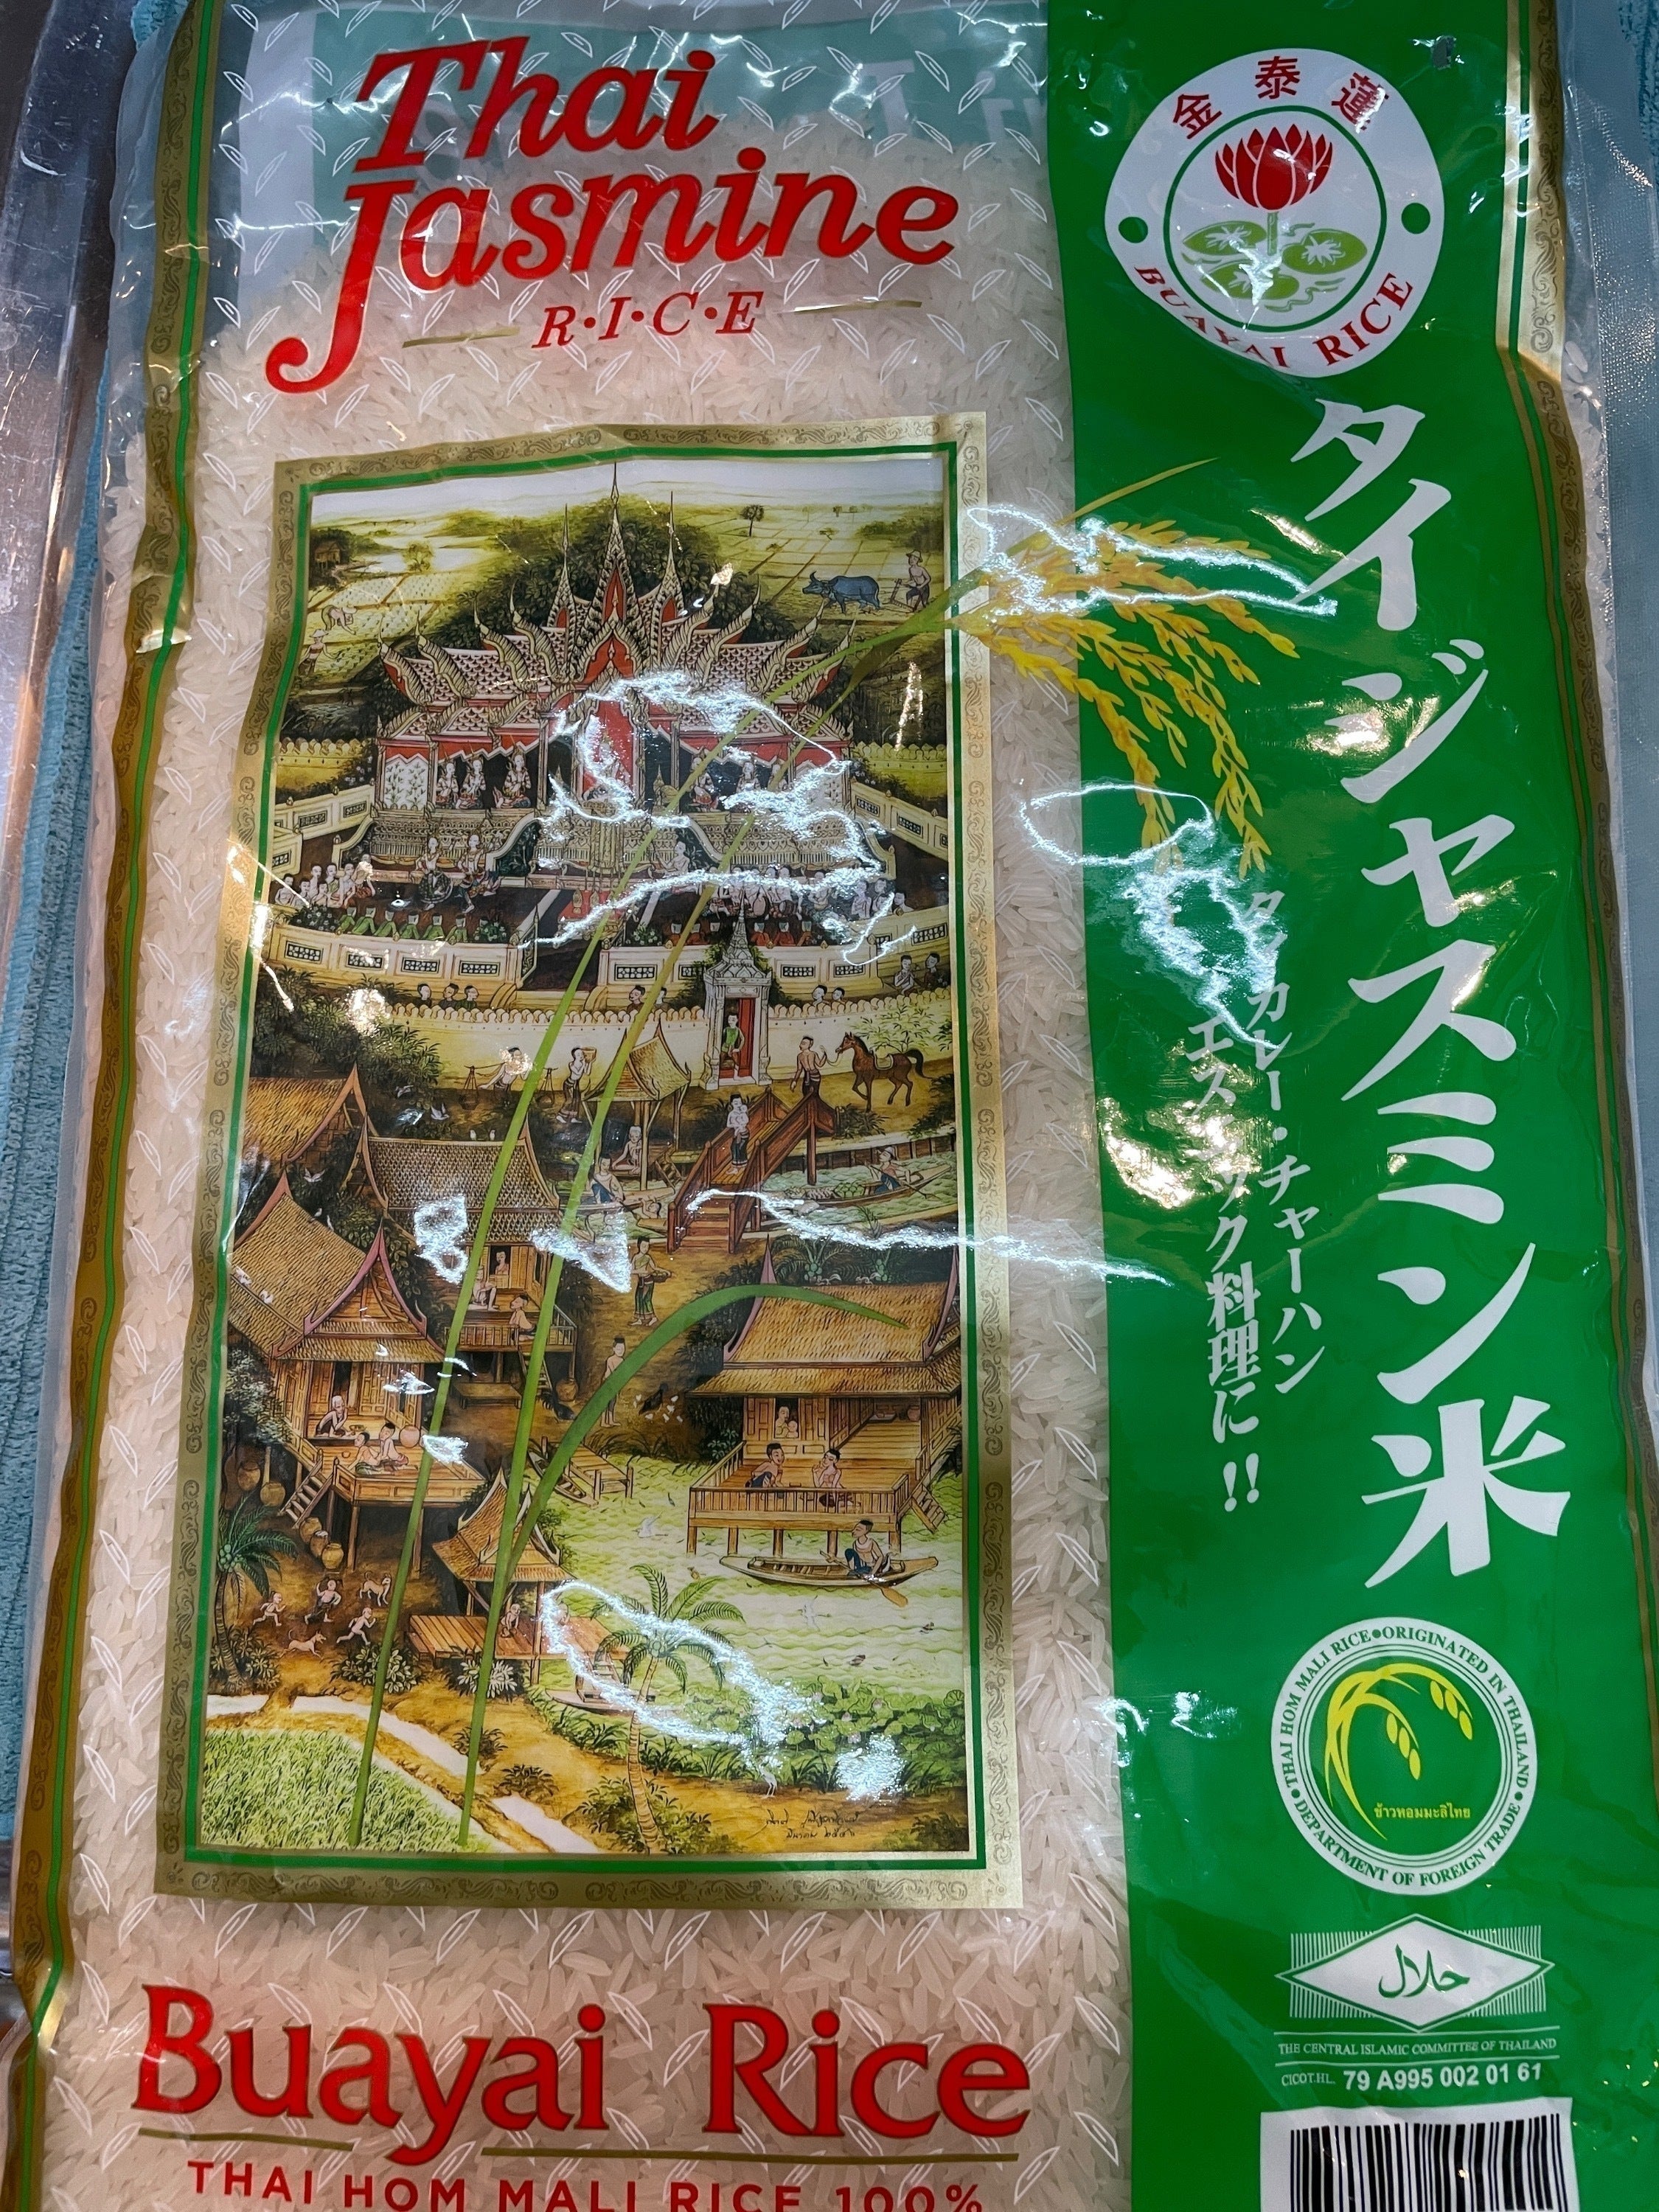 Thai
Jasmine
R·I·C·E
金泰蓮
BUAYAI RICE
タイジャスミン米
タイカレー・チャーハン
エスニック料理に!!
THAI HOM MALI RICE●ORIGINATED IN THAILAND
DEPARTMENT OF FOREIGN TRADE
ข้าวหอมมะลิไทย
حلال
THE CENTRAL ISLAMIC COMMITTEE OF THAILAND
CICOT.HL. 79 A995 002 01 61
Buayai Rice
THAI HOM MALI RICE 100%